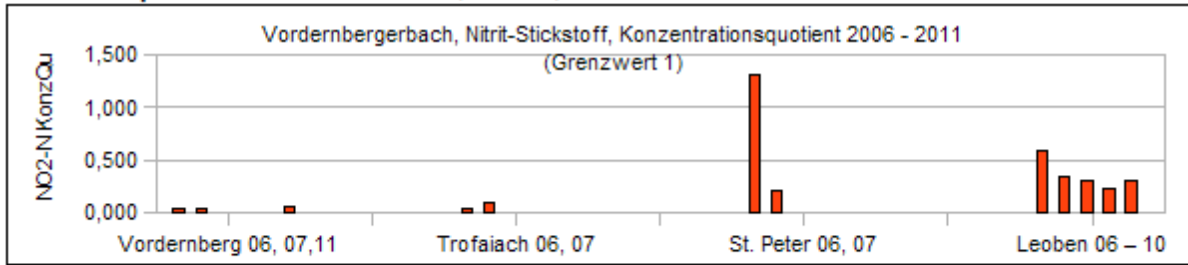 Vordernbergerbach, Nitrit-Stickstoff, Konzentrationsquotient 2006 - 2011
(Grenzwert 1)
NO2-N KonzQu
1,500
1,000
0,500
0,000
Vordernberg 06, 07,11
Trofaiach 06, 07
St. Peter 06, 07
Leoben 06 – 10